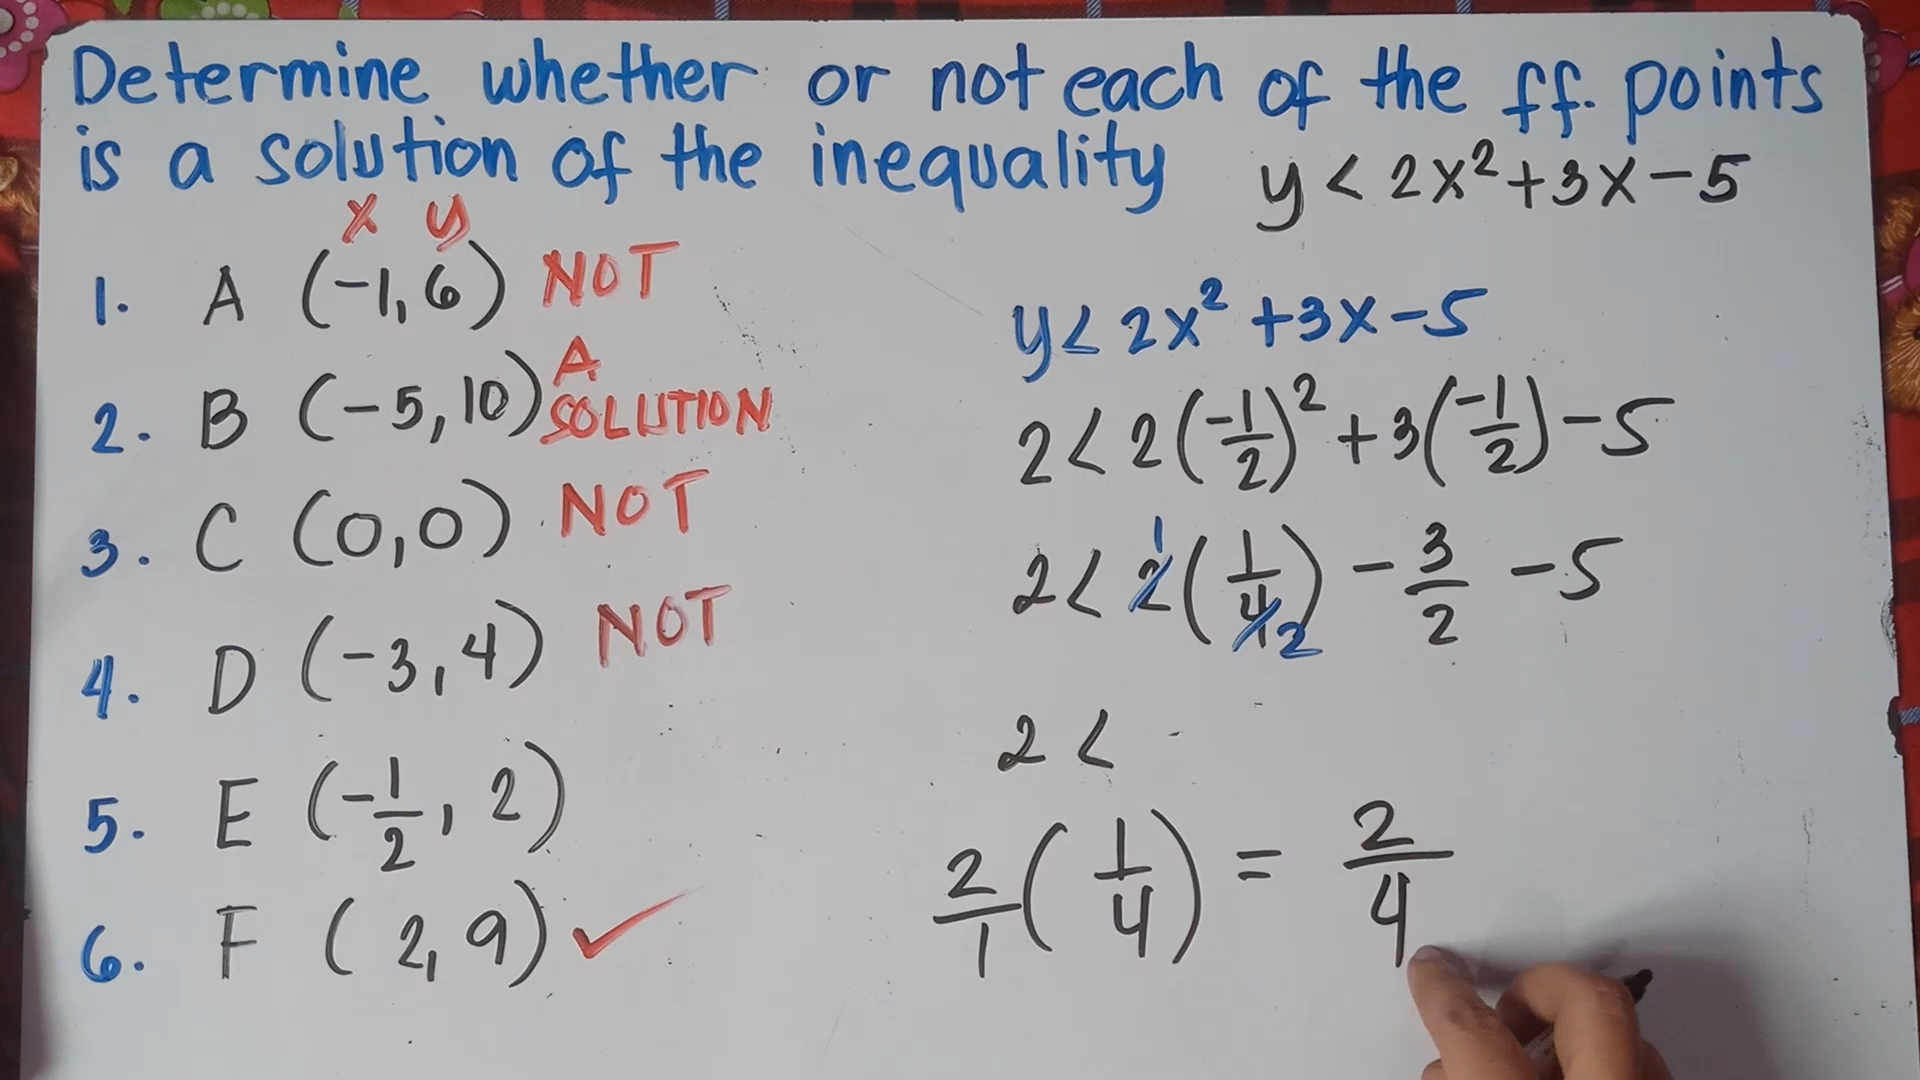 Determine whether or not each of the ff. points
is a solution of the inequality y < 2x² + 3x - 5
x y
1. A (-1, 6) NOT
2. B (-5, 10) A SOLUTION
3. C (0, 0) NOT
4. D (-3, 4) NOT
5. E (-1/2, 2)
6. F (2, 9) ✓
y < 2x² + 3x - 5
2 < 2(-1/2)² + 3(-1/2) - 5
1
2 < 2(1/4) - 3/2 - 5
2
2 < -
2/1 (1/4) = 2/4